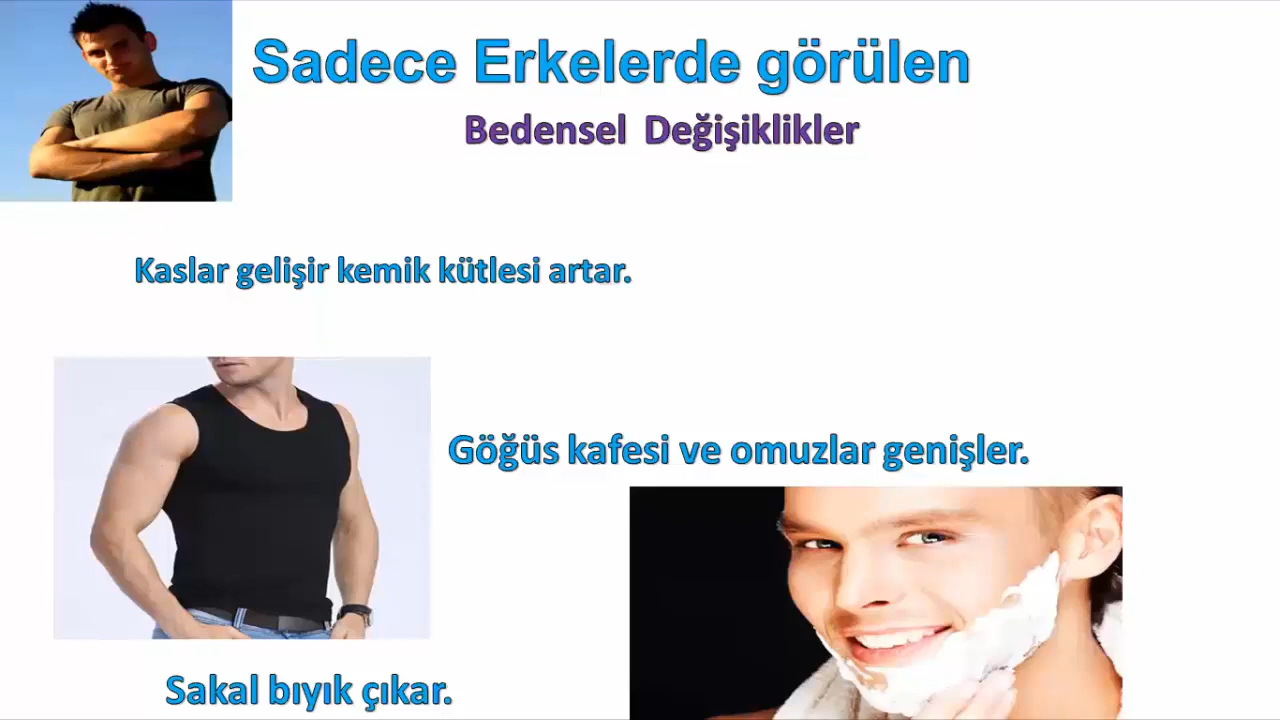 Sadece Erkelerde görülen
Bedensel Değişiklikler
Kaslar gelişir kemik kütlesi artar.
Göğüs kafesi ve omuzlar genişler.
Sakal bıyık çıkar.